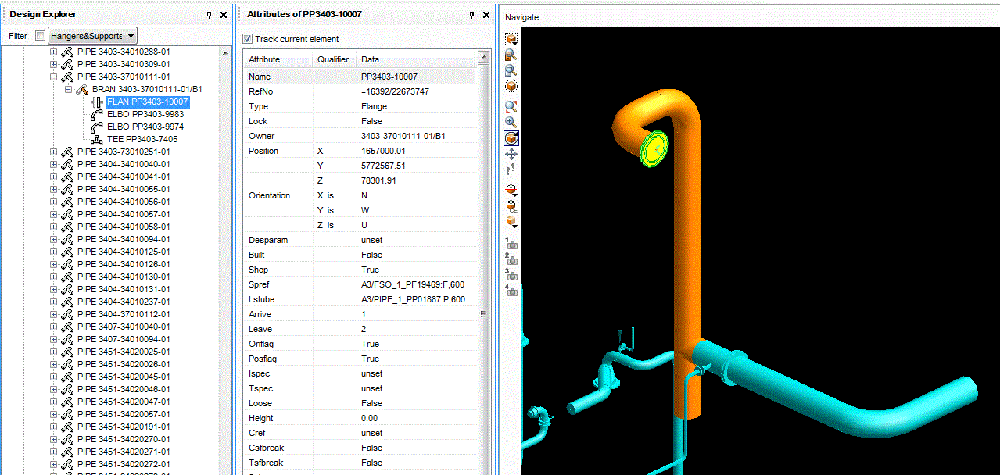 Design Explorer
Filter Hangers&Supports
PIPE 3403-34010288-01
PIPE 3403-34010309-01
PIPE 3403-37010111-01
BRAN 3403-37010111-01/B1
FLAN PP3403-10007
ELBO PP3403-9983
ELBO PP3403-9974
TEE PP3403-7405
PIPE 3403-73010251-01
PIPE 3404-34010040-01
PIPE 3404-34010041-01
PIPE 3404-34010055-01
PIPE 3404-34010056-01
PIPE 3404-34010057-01
PIPE 3404-34010058-01
PIPE 3404-34010094-01
PIPE 3404-34010125-01
PIPE 3404-34010126-01
PIPE 3404-34010130-01
PIPE 3404-34010131-01
PIPE 3404-34010237-01
PIPE 3404-37010112-01
PIPE 3407-34010040-01
PIPE 3407-34010094-01
PIPE 3451-34020025-01
PIPE 3451-34020026-01
PIPE 3451-34020045-01
PIPE 3451-34020046-01
PIPE 3451-34020047-01
PIPE 3451-34020057-01
PIPE 3451-34020191-01
PIPE 3451-34020270-01
PIPE 3451-34020271-01
PIPE 3451-34020272-01
Attributes of PP3403-10007
Track current element
Attribute Qualifier Data
Name PP3403-10007
RefNo =16392/22673747
Type Flange
Lock False
Owner 3403-37010111-01/B1
Position X 1657000.01
Y 5772567.51
Z 78301.91
Orientation X is N
Y is W
Z is U
Desparam unset
Built False
Shop True
Spref A3/FSO_1_PF19469:F,600
Lstube A3/PIPE_1_PP01887:P,600
Arrive 1
Leave 2
Oriflag True
Posflag True
Ispec unset
Tspec unset
Loose False
Height 0.00
Cref unset
Csfbreak False
Tsfbreak False
Navigate :
CE
1
2
3
4